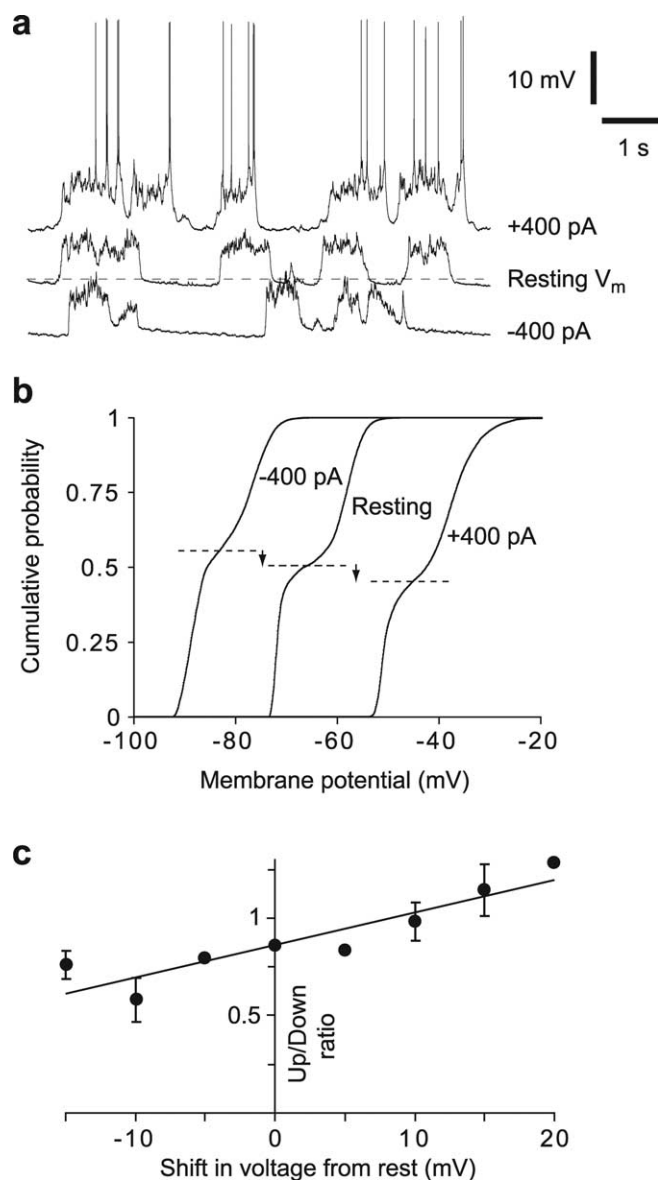 a
10 mV
1 s
+400 pA
Resting Vm
-400 pA
b
1
0.75
0.5
0.25
0
Cumulative probability
-400 pA
Resting
+400 pA
-100 -80 -60 -40 -20
Membrane potential (mV)
c
1
0.5
Up/Down
ratio
-10 0 10 20
Shift in voltage from rest (mV)